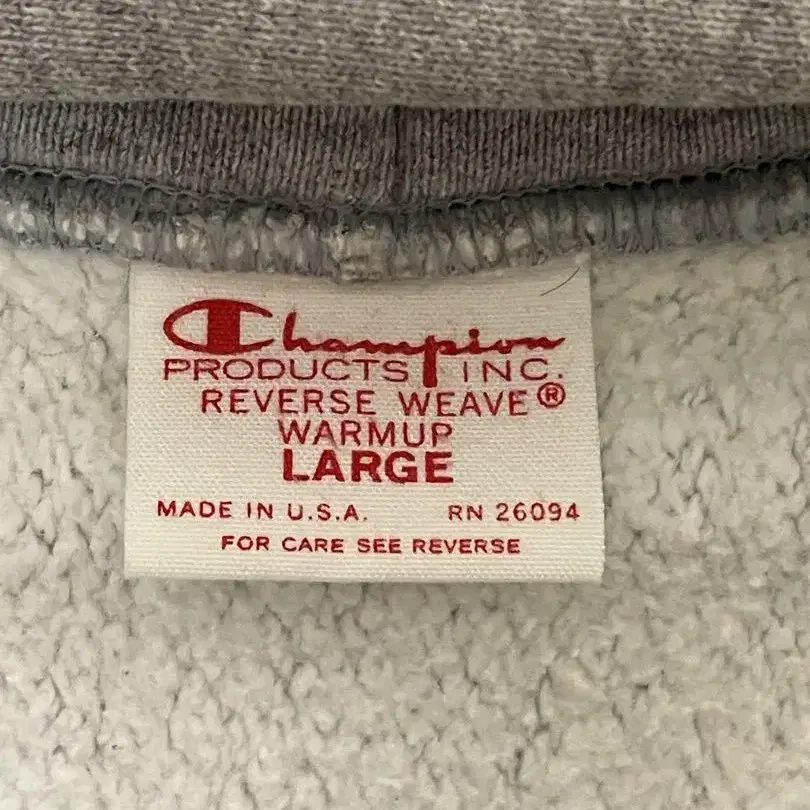 Champion
PRODUCTS INC.
REVERSE WEAVE®
WARMUP
LARGE
MADE IN U.S.A. RN 26094
FOR CARE SEE REVERSE